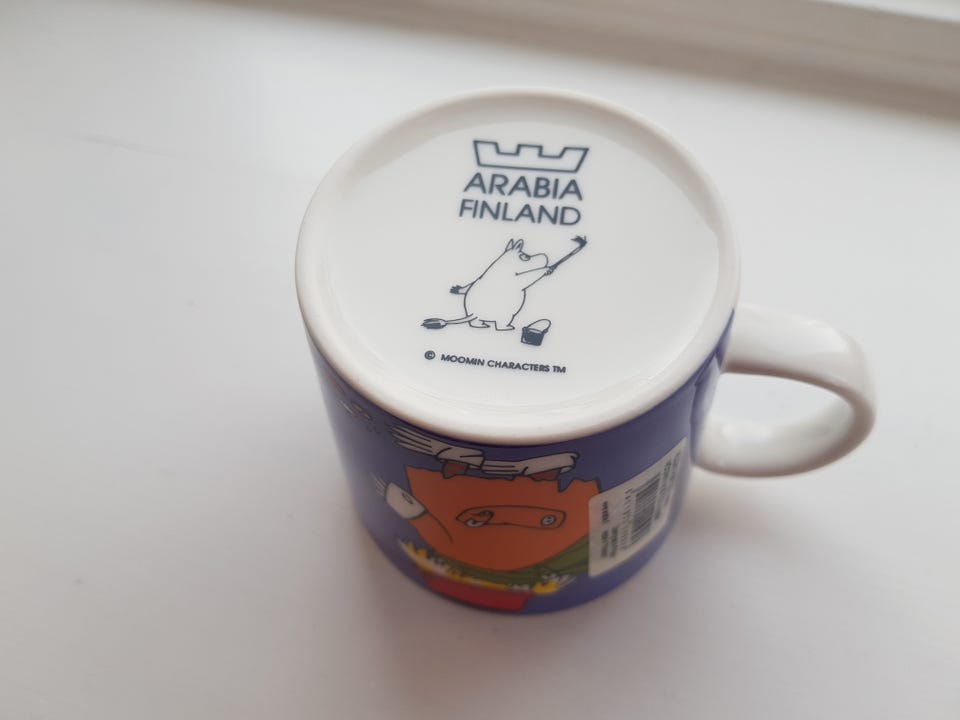 ARABIA
FINLAND
© MOOMIN CHARACTERS TM